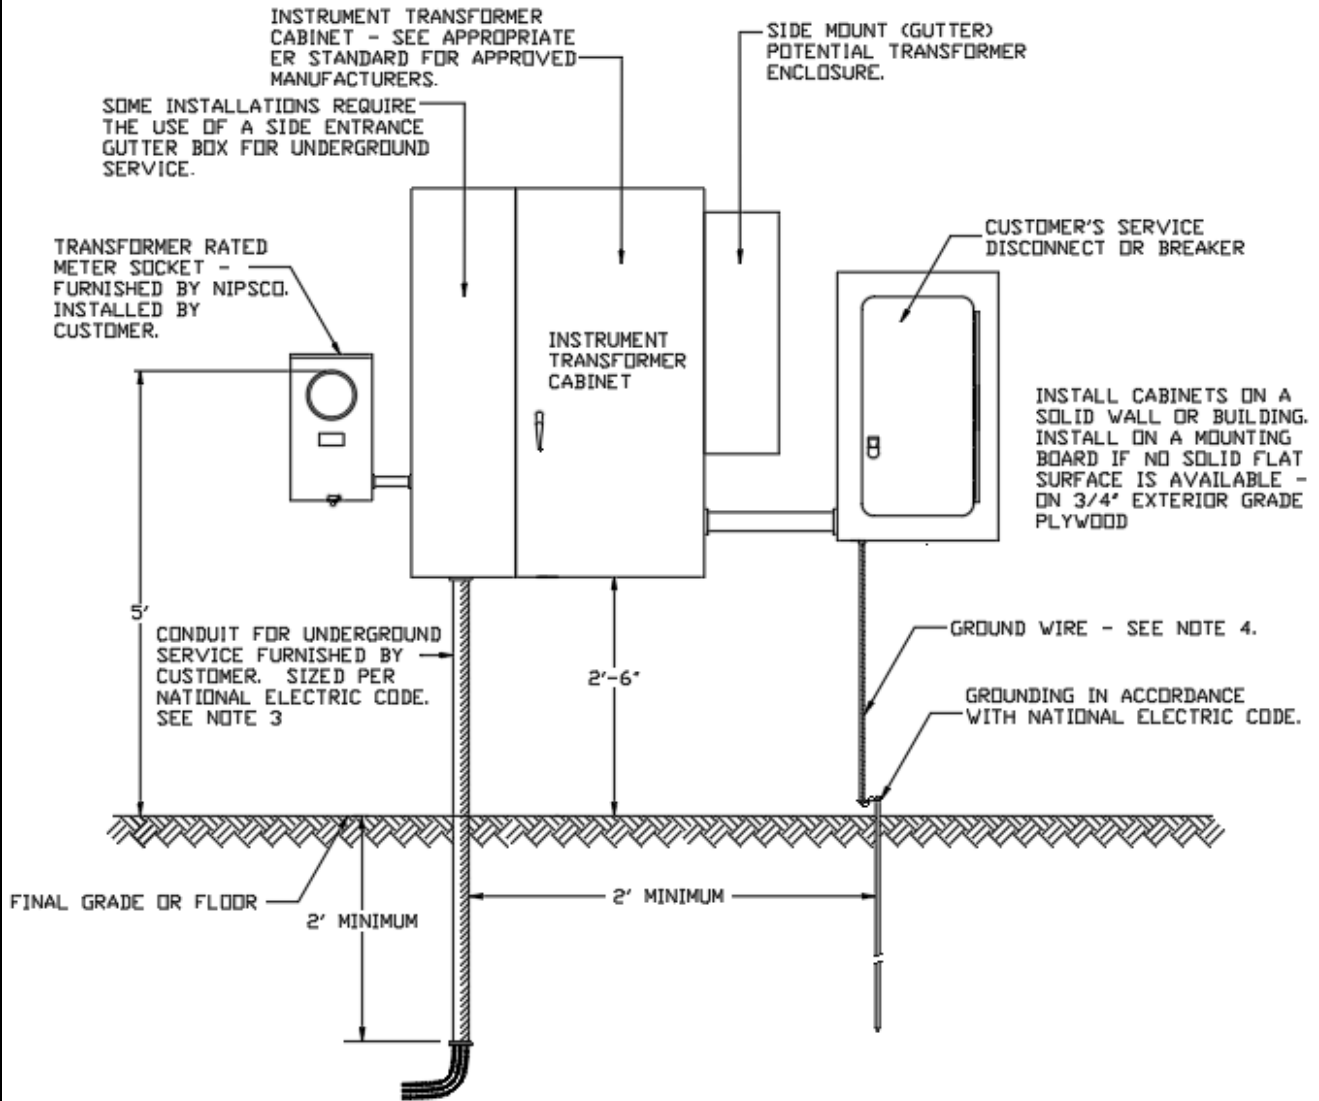 INSTRUMENT TRANSFORMER
CABINET - SEE APPROPRIATE
ER STANDARD FOR APPROVED
MANUFACTURERS.
SIDE MOUNT (GUTTER)
POTENTIAL TRANSFORMER
ENCLOSURE.
SOME INSTALLATIONS REQUIRE
THE USE OF A SIDE ENTRANCE
GUTTER BOX FOR UNDERGROUND
SERVICE.
TRANSFORMER RATED
METER SOCKET -
FURNISHED BY NIPSCO.
INSTALLED BY
CUSTOMER.
CUSTOMER'S SERVICE
DISCONNECT OR BREAKER
INSTRUMENT
TRANSFORMER
CABINET
INSTALL CABINETS ON A
SOLID WALL OR BUILDING.
INSTALL ON A MOUNTING
BOARD IF NO SOLID FLAT
SURFACE IS AVAILABLE -
ON 3/4" EXTERIOR GRADE
PLYWOOD
5'
CONDUIT FOR UNDERGROUND
SERVICE FURNISHED BY
CUSTOMER. SIZED PER
NATIONAL ELECTRIC CODE.
SEE NOTE 3
2'-6"
GROUND WIRE - SEE NOTE 4.
GROUNDING IN ACCORDANCE
WITH NATIONAL ELECTRIC CODE.
FINAL GRADE OR FLOOR
2' MINIMUM
2' MINIMUM